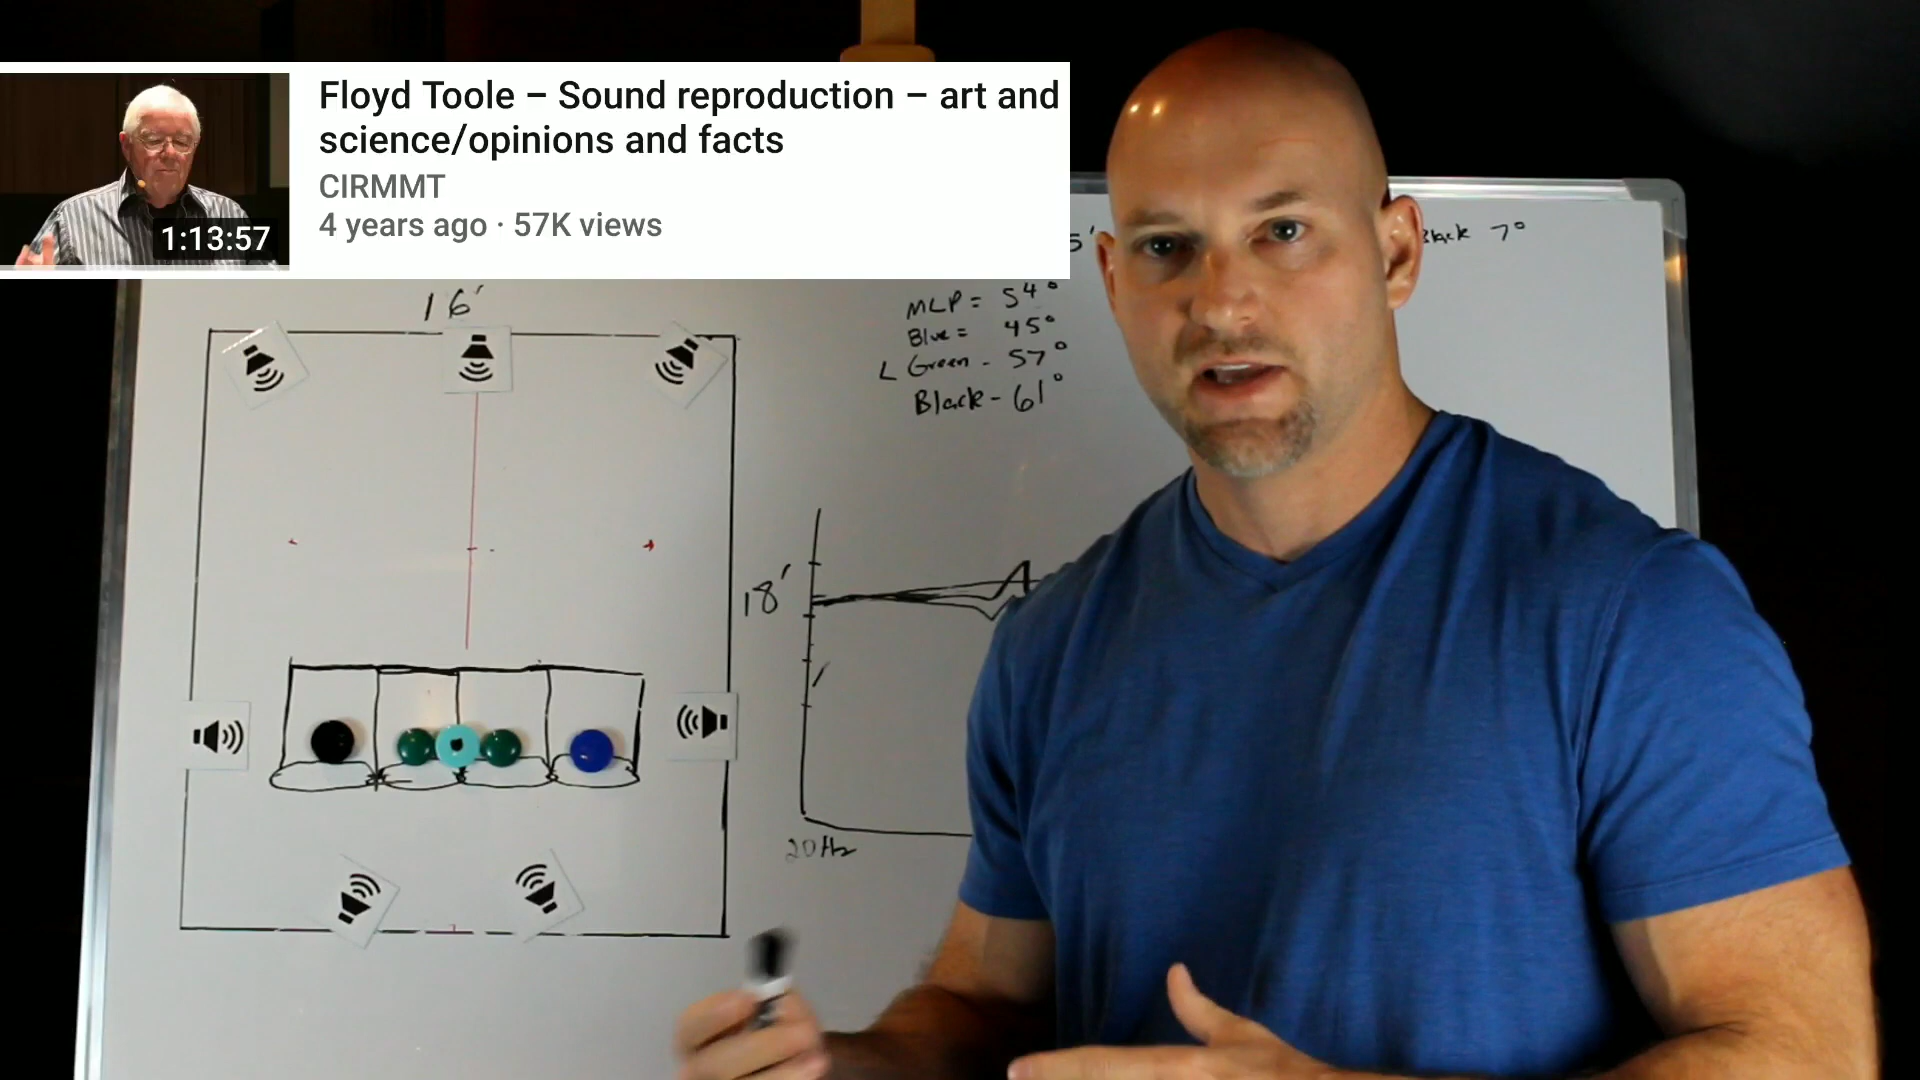 Floyd Toole – Sound reproduction – art and
science/opinions and facts
CIRMMT
4 years ago · 57K views
1:13:57
5'
Black 7°
16'
MLP = 54°
Blue = 45°
L Green - 57°
Black - 61°
18'
20Hz